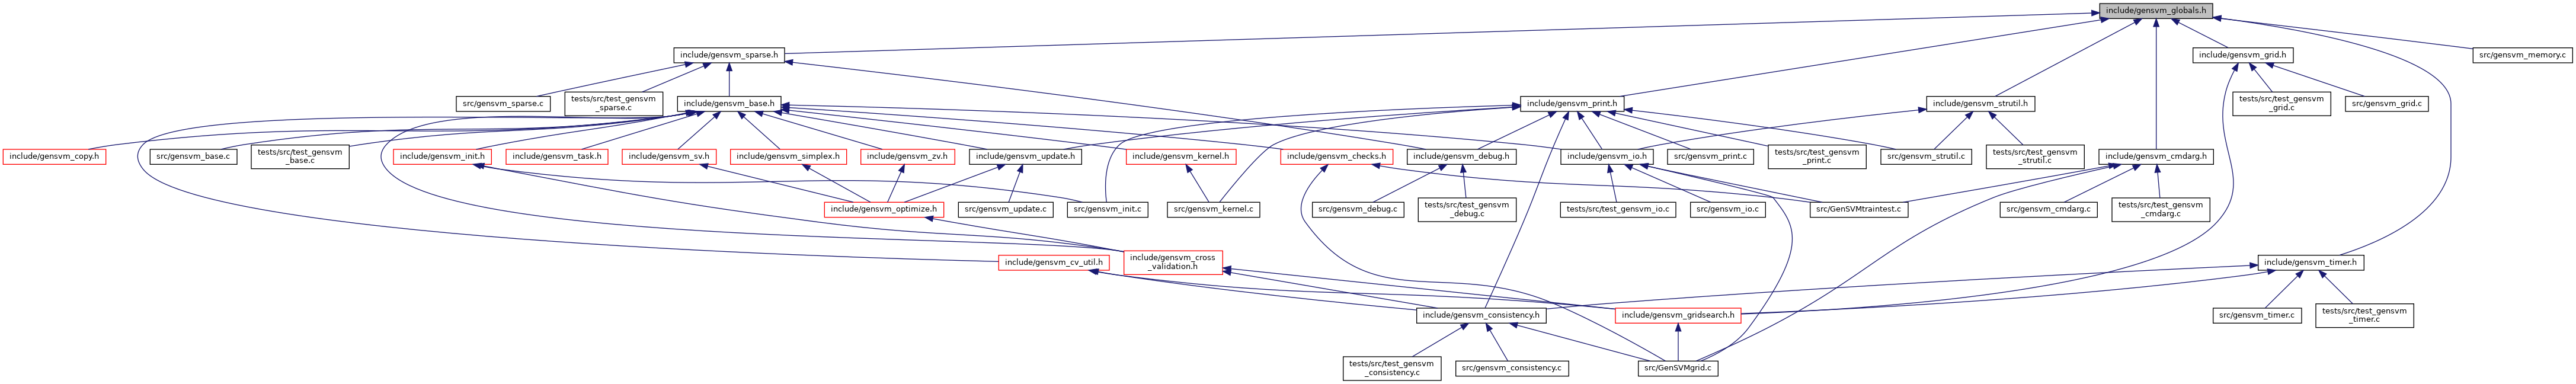 include/gensvm_globals.h
include/gensvm_sparse.h
include/gensvm_grid.h
src/gensvm_memory.c
src/gensvm_sparse.c
tests/src/test_gensvm
_sparse.c
include/gensvm_base.h
include/gensvm_print.h
include/gensvm_strutil.h
tests/src/test_gensvm
_grid.c
src/gensvm_grid.c
include/gensvm_copy.h
src/gensvm_base.c
tests/src/test_gensvm
_base.c
include/gensvm_init.h
include/gensvm_task.h
include/gensvm_sv.h
include/gensvm_simplex.h
include/gensvm_zv.h
include/gensvm_update.h
include/gensvm_kernel.h
include/gensvm_checks.h
include/gensvm_debug.h
include/gensvm_io.h
src/gensvm_print.c
tests/src/test_gensvm
_print.c
src/gensvm_strutil.c
tests/src/test_gensvm
_strutil.c
include/gensvm_cmdarg.h
include/gensvm_optimize.h
src/gensvm_update.c
src/gensvm_init.c
src/gensvm_kernel.c
src/gensvm_debug.c
tests/src/test_gensvm
_debug.c
tests/src/test_gensvm_io.c
src/gensvm_io.c
src/GenSVMtraintest.c
src/gensvm_cmdarg.c
tests/src/test_gensvm
_cmdarg.c
include/gensvm_cv_util.h
include/gensvm_cross
_validation.h
include/gensvm_timer.h
include/gensvm_consistency.h
include/gensvm_gridsearch.h
src/gensvm_timer.c
tests/src/test_gensvm
_timer.c
tests/src/test_gensvm
_consistency.c
src/gensvm_consistency.c
src/GenSVMgrid.c